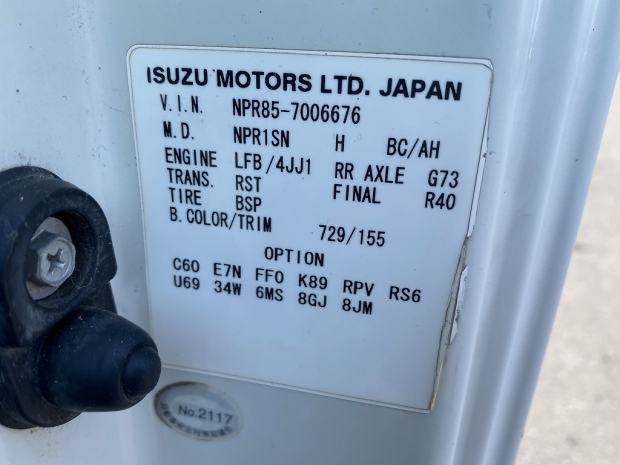 ISUZU MOTORS LTD. JAPAN
V.I.N. NPR85-7006676
M.D. NPR1SN H BC/AH
ENGINE LFB/4JJ1 RR AXLE G73
TRANS. RST FINAL R40
TIRE BSP
B.COLOR/TRIM 729/155
OPTION
C60 E7N FF0 K89 RPV RS6
U69 34W 6MS 8GJ 8JM
No.2117